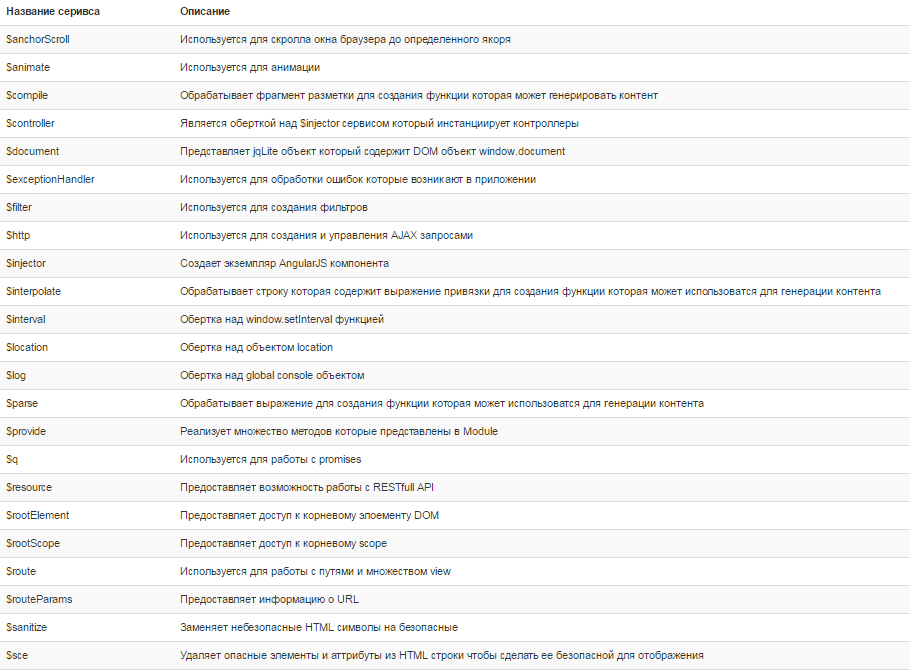 Название серивса Описание
$anchorScroll Используется для скролла окна браузера до определенного якоря
$animate Используется для анимации
$compile Обрабатывает фрагмент разметки для создания функции которая может генерировать контент
$controller Является оберткой над $injector сервисом который инстанциирует контроллеры
$document Представляет jqLite объект который содержит DOM объект window.document
$exceptionHandler Используется для обработки ошибок которые возникают в приложении
$filter Используется для создания фильтров
$http Используется для создания и управления AJAX запросами
$injector Создает экземпляр AngularJS компонента
$interpolate Обрабатывает строку которая содержит выражение привязки для создания функции которая может использоватся для генерации контента
$interval Обертка над window.setInterval функцией
$location Обертка над объектом location
$log Обертка над global console объектом
$parse Обрабатывает выражение для создания функции которая может использоватся для генерации контента
$provide Реализует множество методов которые представлены в Module
$q Используется для работы с promises
$resource Предоставляет возможность работы с RESTfull API
$rootElement Предоставляет доступ к корневому элоементу DOM
$rootScope Предоставляет доступ к корневому scope
$route Используется для работы с путями и множеством view
$routeParams Предоставляет информацию о URL
$sanitize Заменяет небезопасные HTML символы на безопасные
$sce Удаляет опасные элементы и аттрибуты из HTML строки чтобы сделать ее безопасной для отображения